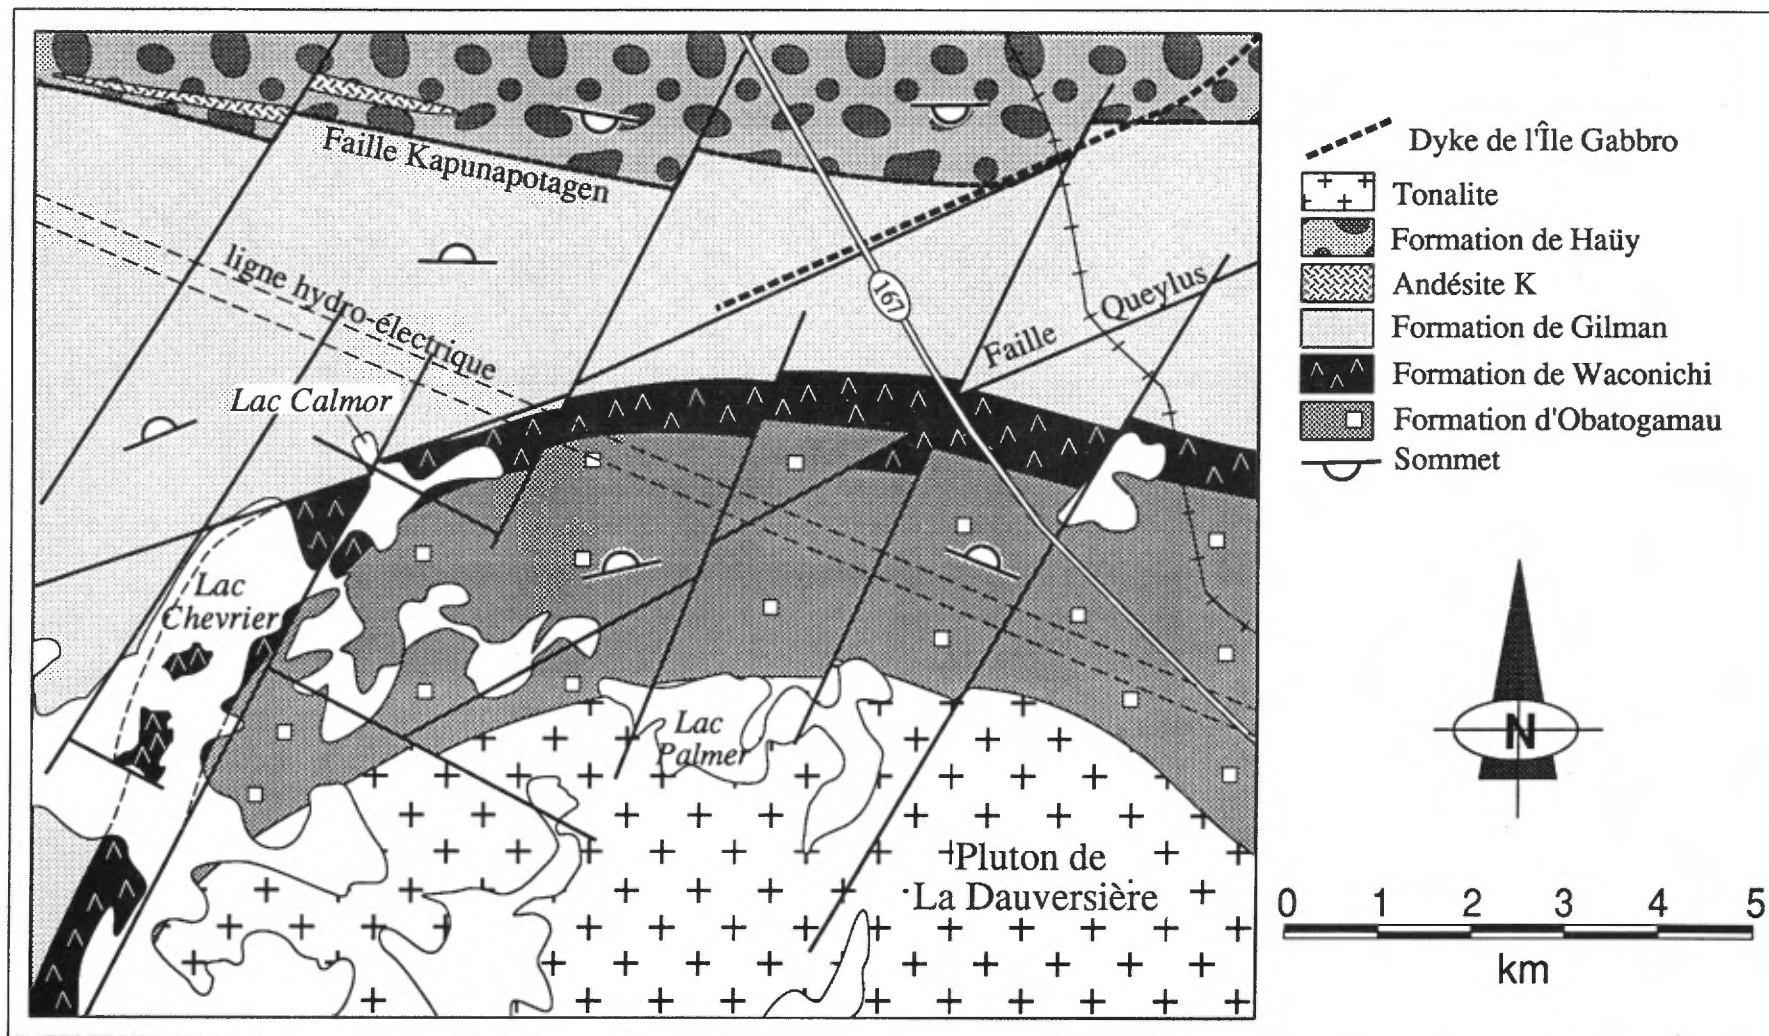 Faille Kapunapotagen
ligne hydro-électrique
Lac Calmor
167
Faille Queylus
Lac
Chevrier
Lac
Palmer
Pluton de
La Dauversière
Dyke de l'Île Gabbro
Tonalite
Formation de Haüy
Andésite K
Formation de Gilman
Formation de Waconichi
Formation d'Obatogamau
Sommet
N
0 1 2 3 4 5
km